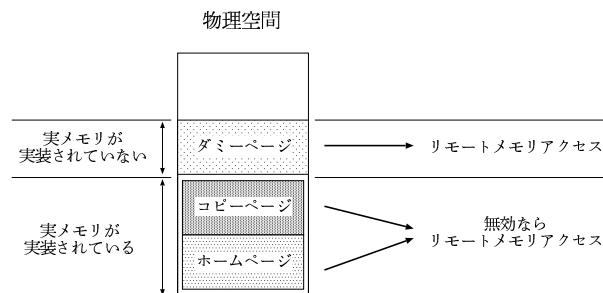 物理空間
実メモリが
実装されていない
ダミーページ
リモートメモリアクセス
コピーページ
実メモリが
実装されている
ホームページ
無効なら
リモートメモリアクセス